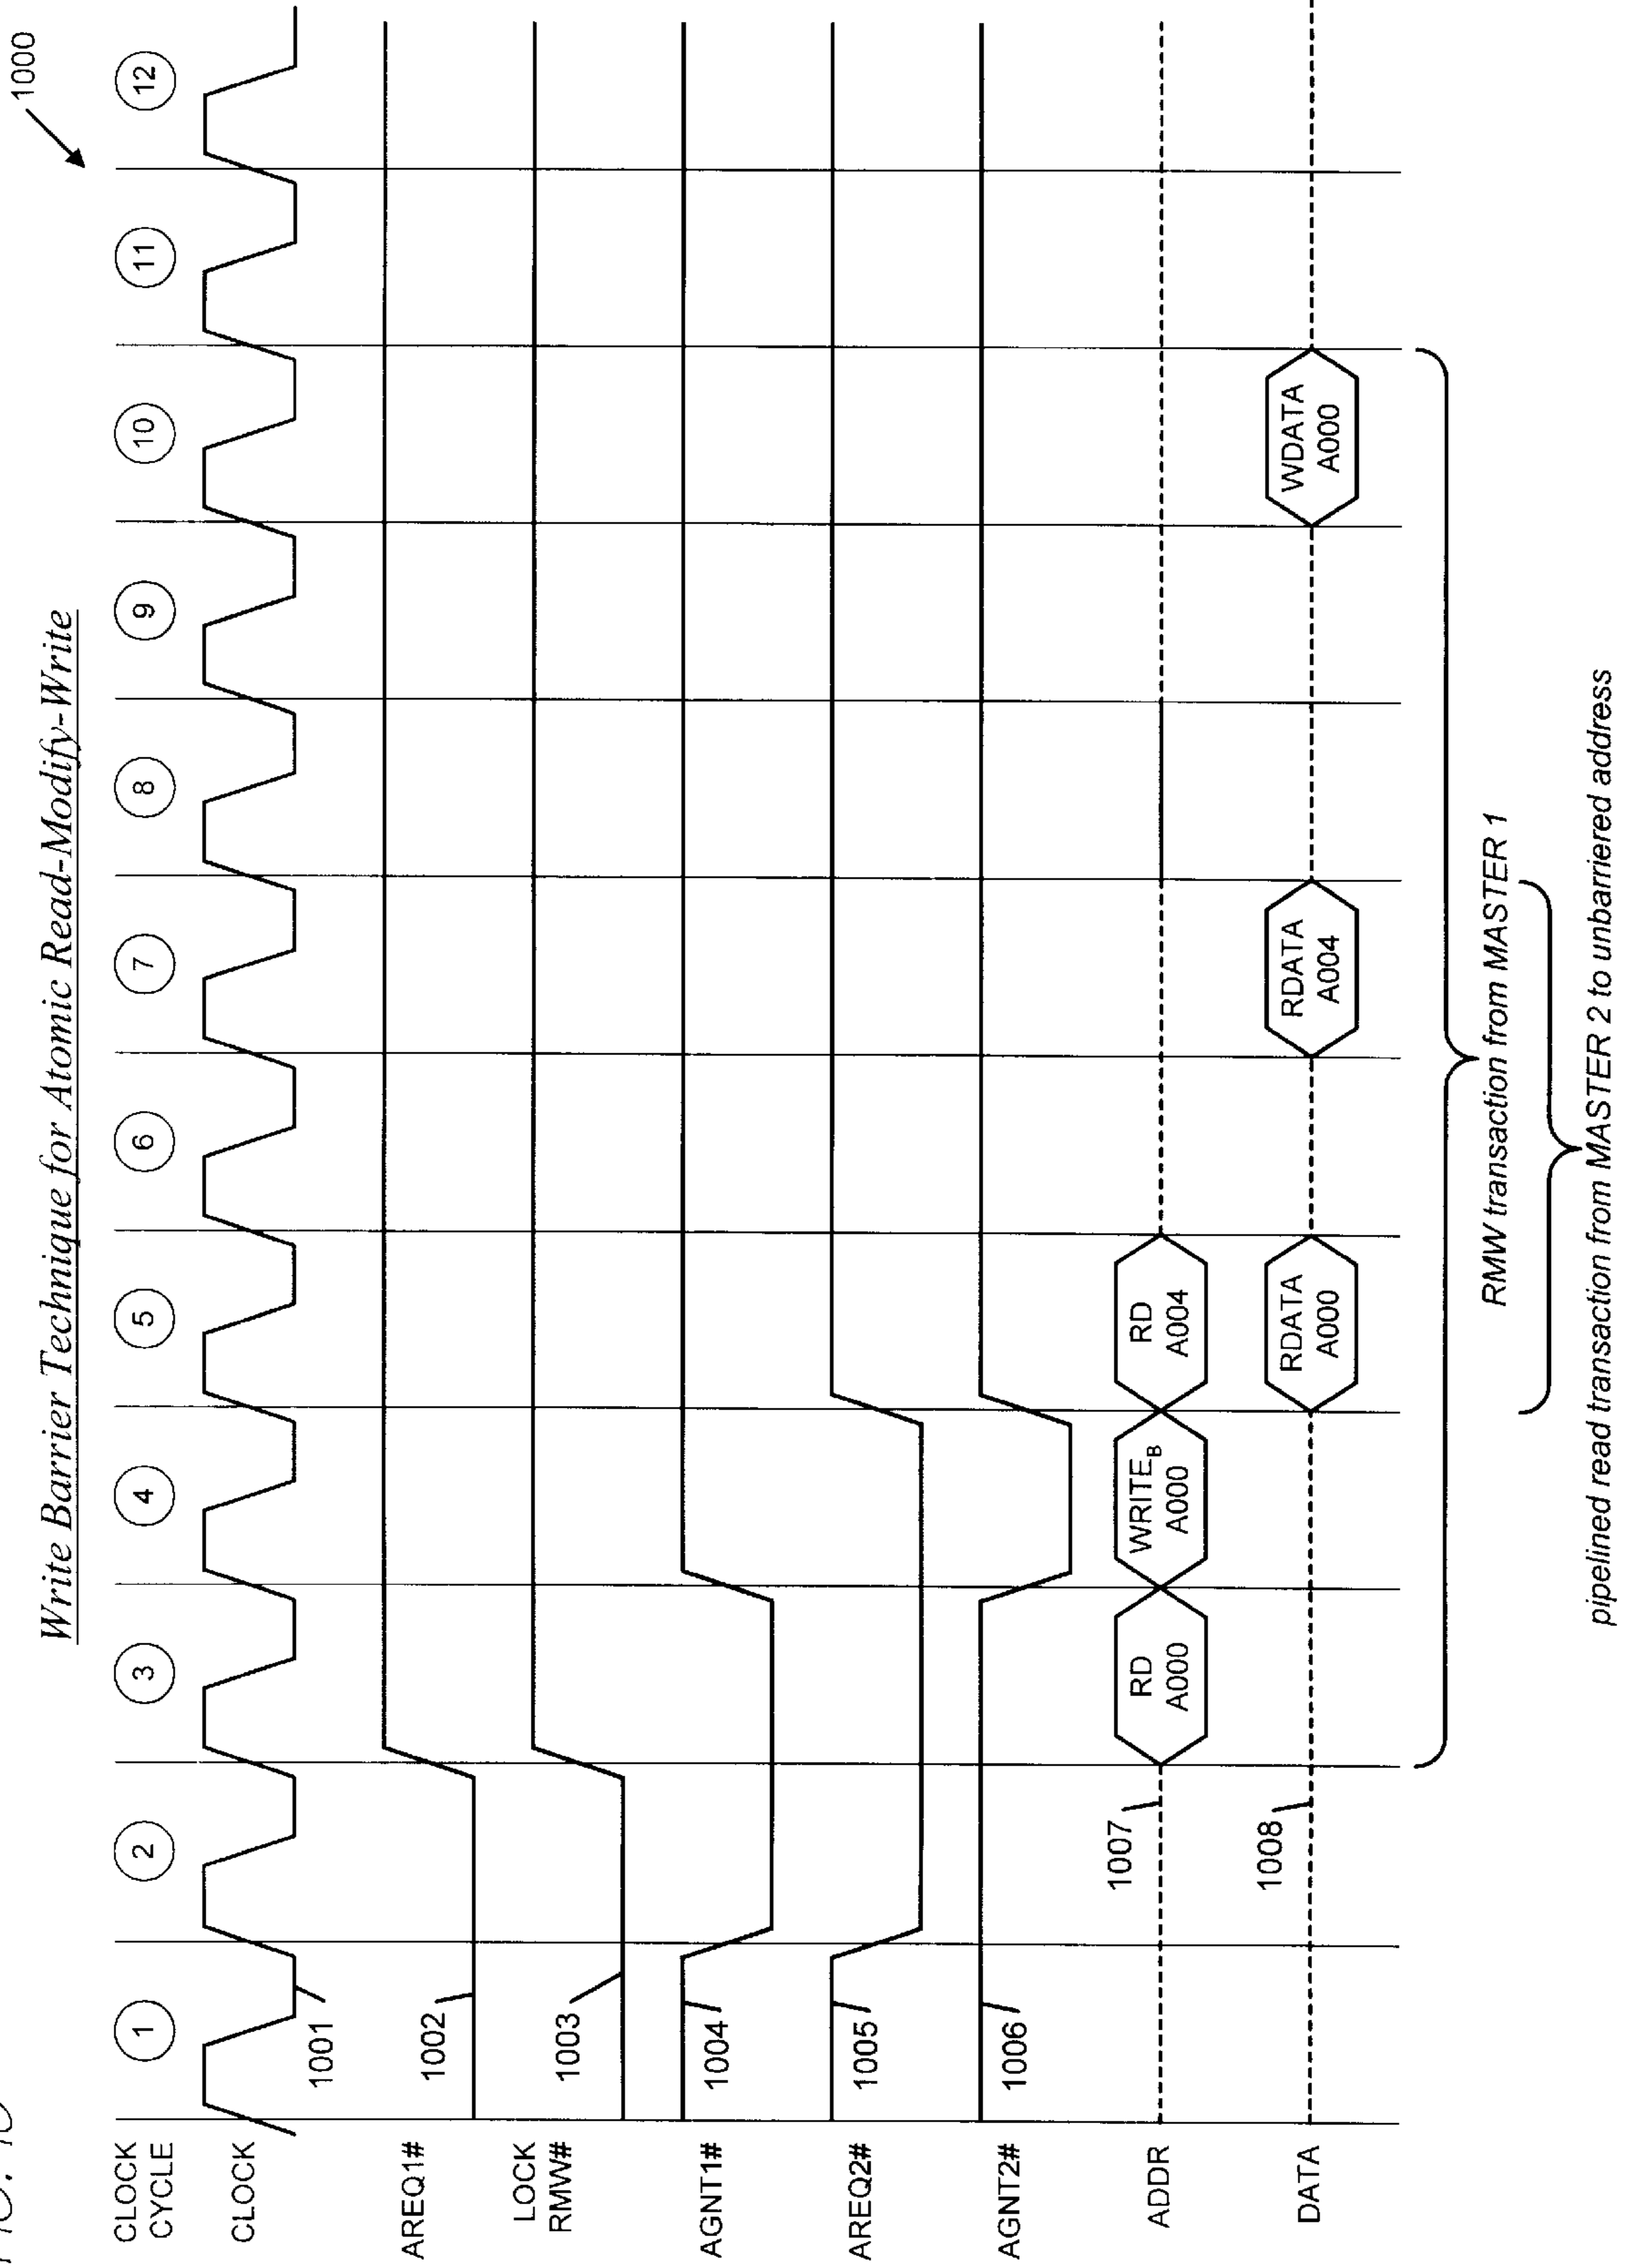 1000
Write Barrier Technique for Atomic Read-Modify-Write
CLOCK
CYCLE
1 2 3 4 5 6 7 8 9 10 11 12
CLOCK
1001
AREQ1#
1002
LOCK
RMW#
1003
AGNT1#
1004
AREQ2#
1005
AGNT2#
1006
ADDR
1007
RD
A000
WRITEB
A000
RD
A004
DATA
1008
RDATA
A000
RDATA
A004
WDATA
A000
RMW transaction from MASTER 1
pipelined read transaction from MASTER 2 to unbarriered address